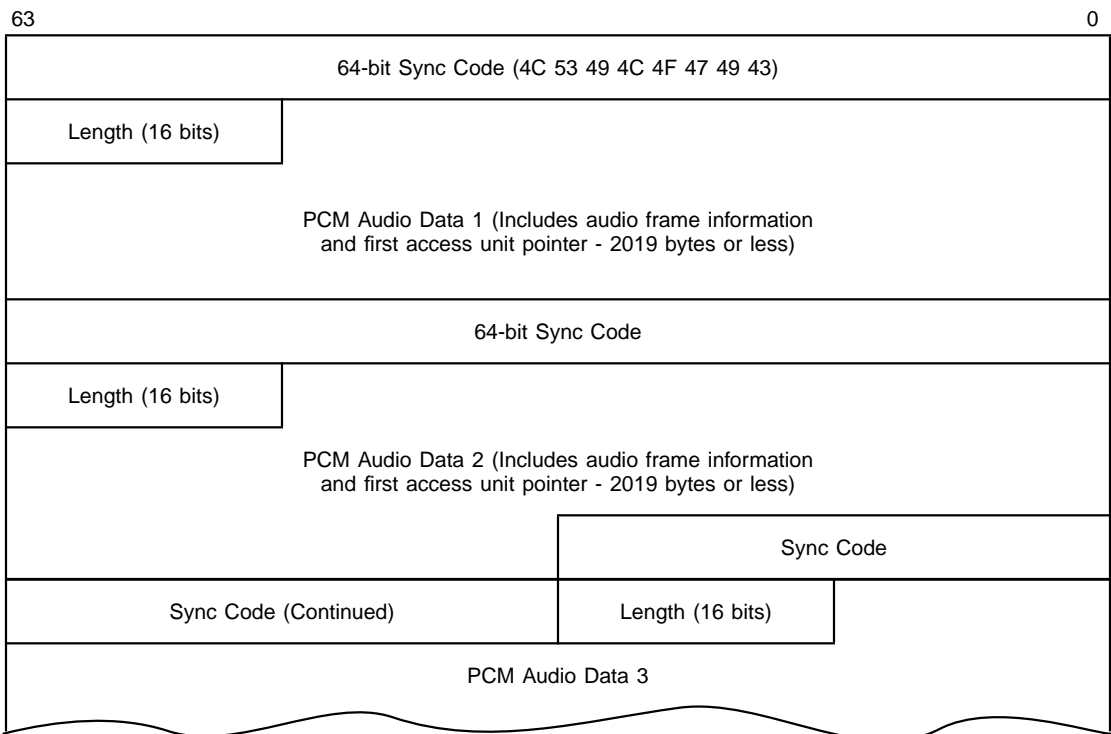 63 0
64-bit Sync Code (4C 53 49 4C 4F 47 49 43)
Length (16 bits)
PCM Audio Data 1 (Includes audio frame information
and first access unit pointer - 2019 bytes or less)
64-bit Sync Code
Length (16 bits)
PCM Audio Data 2 (Includes audio frame information
and first access unit pointer - 2019 bytes or less)
Sync Code
Sync Code (Continued) Length (16 bits)
PCM Audio Data 3